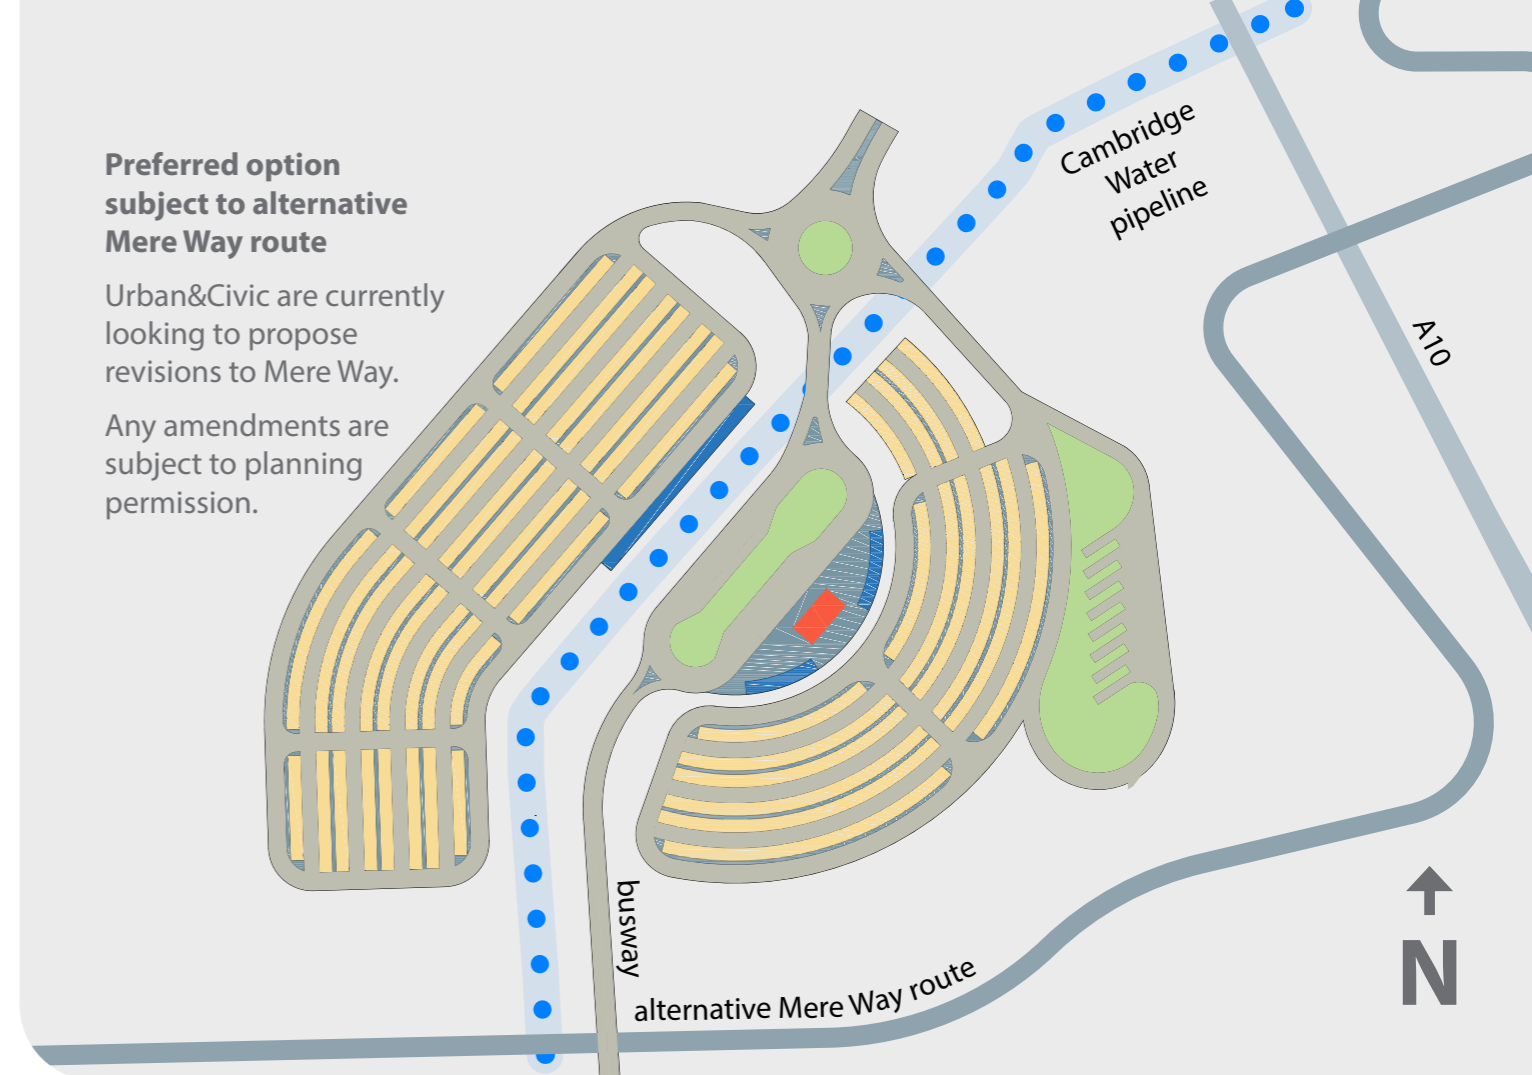 Preferred option
subject to alternative
Mere Way route
Urban&Civic are currently
looking to propose
revisions to Mere Way.
Any amendments are
subject to planning
permission.
Cambridge
Water
pipeline
A10
busway
alternative Mere Way route
N